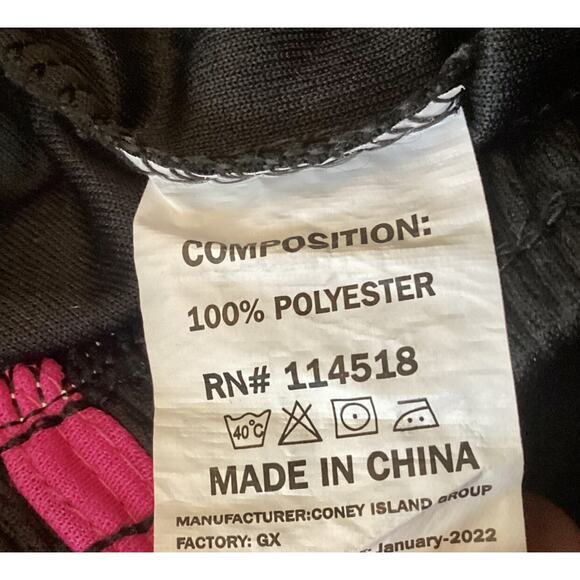 COMPOSITION:
100% POLYESTER
RN# 114518
40°C
MADE IN CHINA
MANUFACTURER:CONEY ISLAND GROUP
FACTORY: GX
January-2022